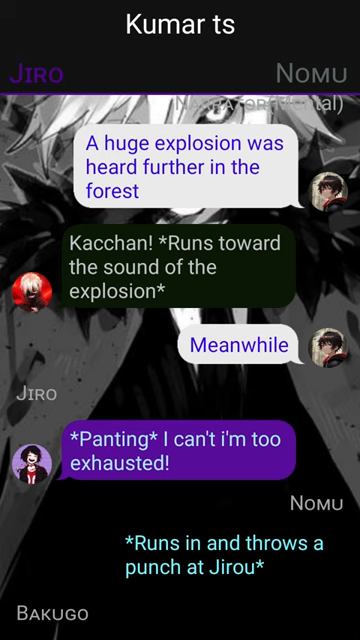 Kumar ts
Jiro
Nomu
A huge explosion was
heard further in the
forest
Kacchan! *Runs toward
the sound of the
explosion*
Meanwhile
Jiro
*Panting* I can't i'm too
exhausted!
Nomu
*Runs in and throws a
punch at Jirou*
Bakugo